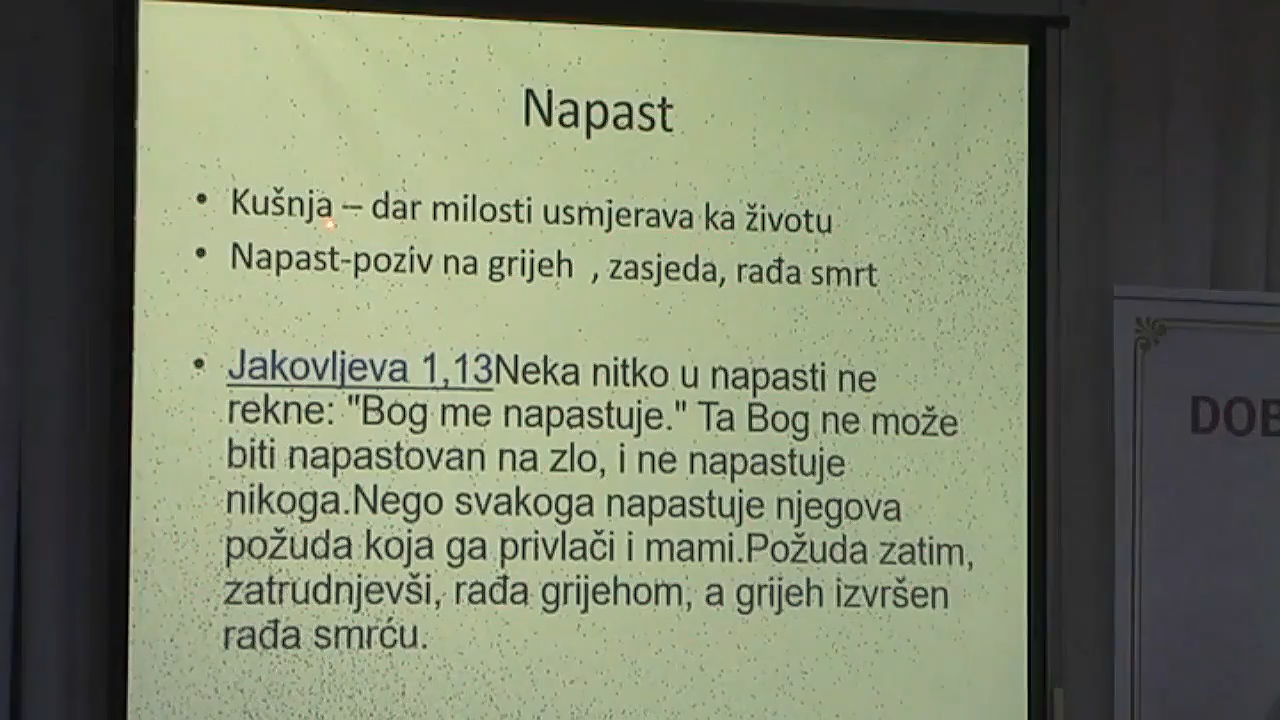 Napast
• Kušnja – dar milosti usmjerava ka životu
• Napast-poziv na grijeh , zasjeda, rađa smrt
• Jakovljeva 1,13Neka nitko u napasti ne
rekne: "Bog me napastuje." Ta Bog ne može
biti napastovan na zlo, i ne napastuje
nikoga.Nego svakoga napastuje njegova
požuda koja ga privlači i mami.Požuda zatim,
zatrudnjevši, rađa grijehom, a grijeh izvršen
rađa smrću.